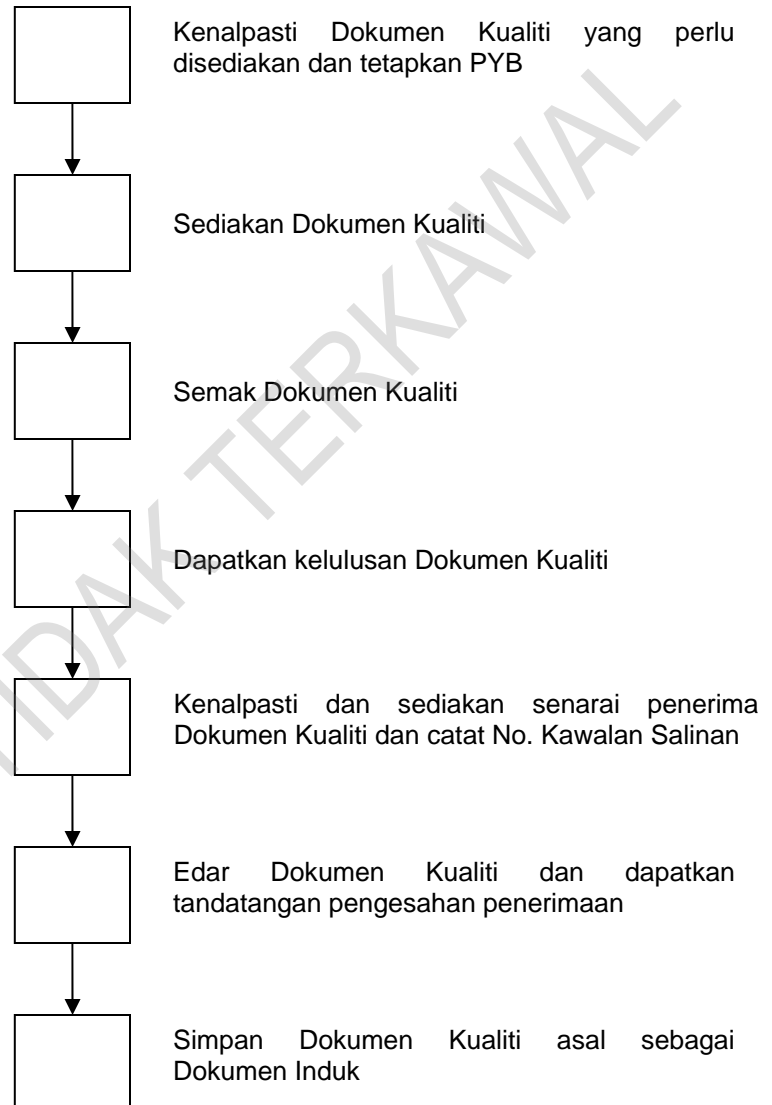 Kenalpasti Dokumen Kualiti yang perlu
disediakan dan tetapkan PYB
Sediakan Dokumen Kualiti
Semak Dokumen Kualiti
Dapatkan kelulusan Dokumen Kualiti
Kenalpasti dan sediakan senarai penerima
Dokumen Kualiti dan catat No. Kawalan Salinan
Edar Dokumen Kualiti dan dapatkan
tandatangan pengesahan penerimaan
Simpan Dokumen Kualiti asal sebagai
Dokumen Induk
TIDAK TERKAWAL